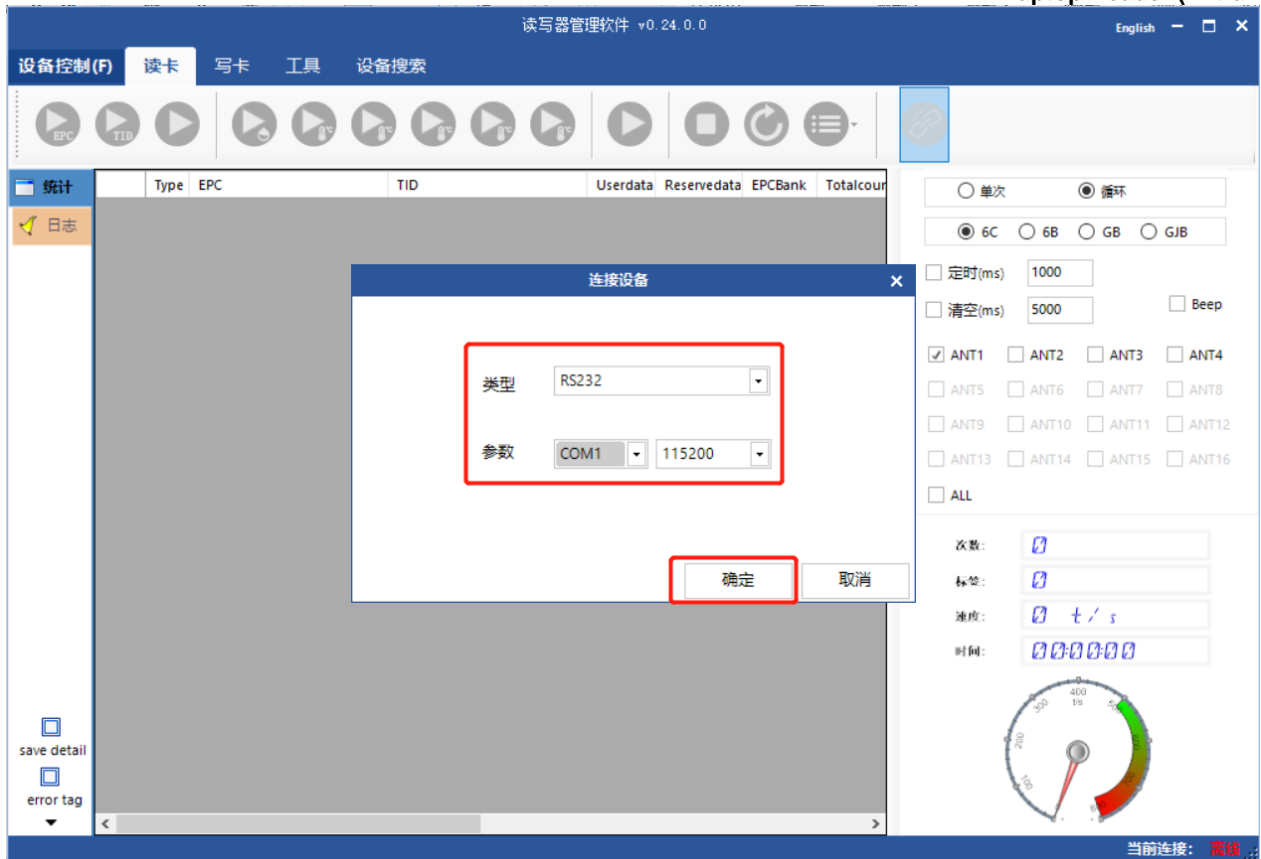 读写器管理软件 v0.24.0.0
English
设备控制(F) 读卡 写卡 工具 设备搜索
EPC TID
统计
日志
Type EPC TID Userdata Reservedata EPCBank Totalcour
单次 循环
6C 6B GB GJB
定时(ms) 1000
清空(ms) 5000 Beep
ANT1 ANT2 ANT3 ANT4
ANT5 ANT6 ANT7 ANT8
ANT9 ANT10 ANT11 ANT12
ANT13 ANT14 ANT15 ANT16
ALL
连接设备
类型 RS232
参数 COM1 115200
确定 取消
次数: 0
标签: 0
速度: 0 t/s
时间: 00:00:00
400
t/s
300
200
100
save detail
error tag
当前连接: 离线